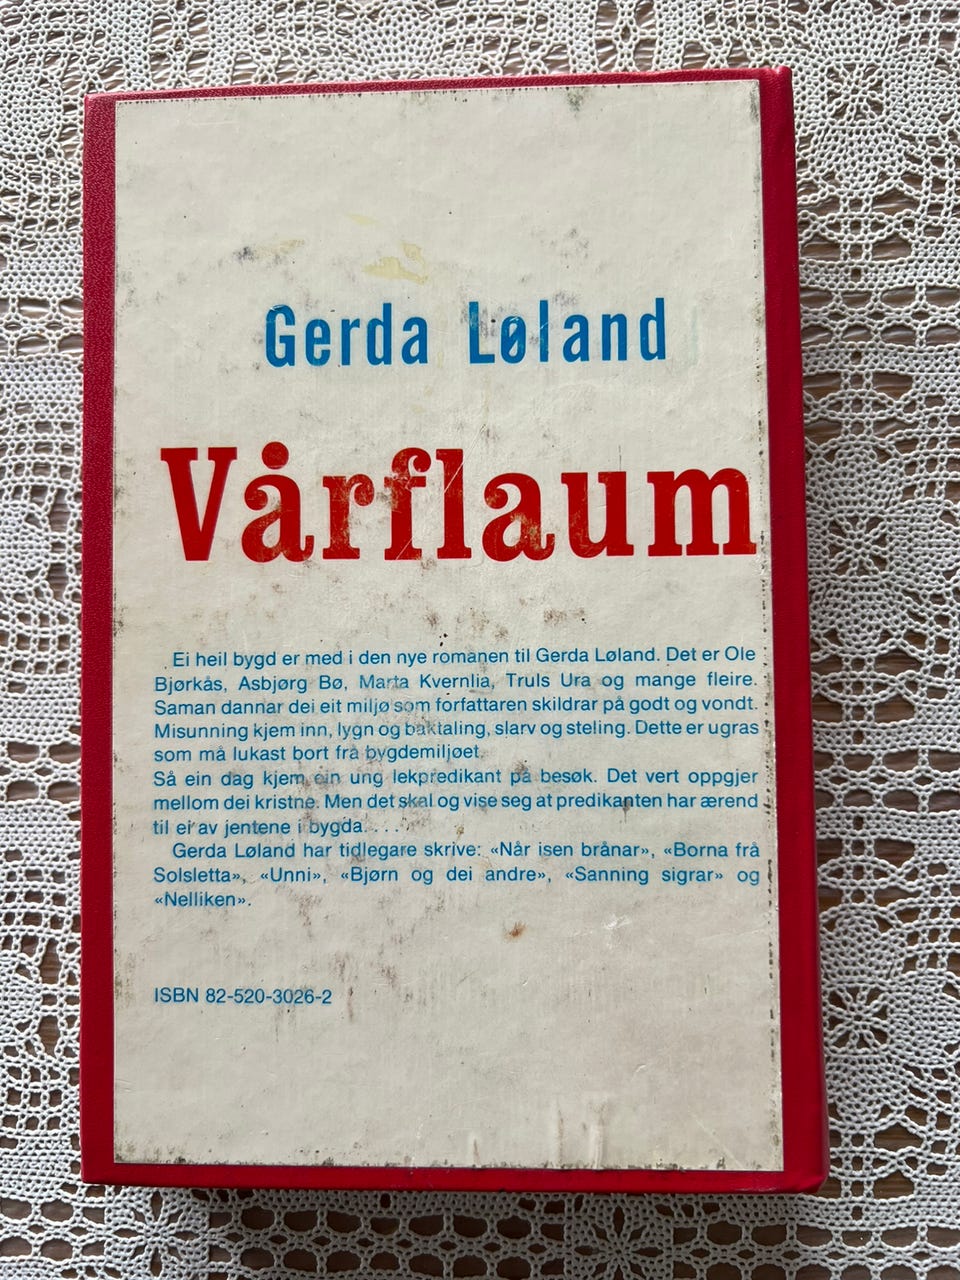 Gerda Løland
Vårflaum
Ei heil bygd er med i den nye romanen til Gerda Løland. Det er Ole
Bjørkås, Asbjørg Bø, Marta Kvernlia, Truls Ura og mange fleire.
Saman dannar dei eit miljø som forfattaren skildrar på godt og vondt.
Misunning kjem inn, lygn og baktaling, slarv og steling. Dette er ugras
som må lukast bort frå bygdemiljøet.
Så ein dag kjem ein ung lekpredikant på besøk. Det vert oppgjer
mellom dei kristne. Men det skal og vise seg at predikanten har ærend
til ei av jentene i bygda. . . .
Gerda Løland har tidlegare skrive: «Når isen brånar», «Borna frå
Solsletta», «Unni», «Bjørn og dei andre», «Sanning sigrar» og
«Nelliken».
ISBN 82-520-3026-2